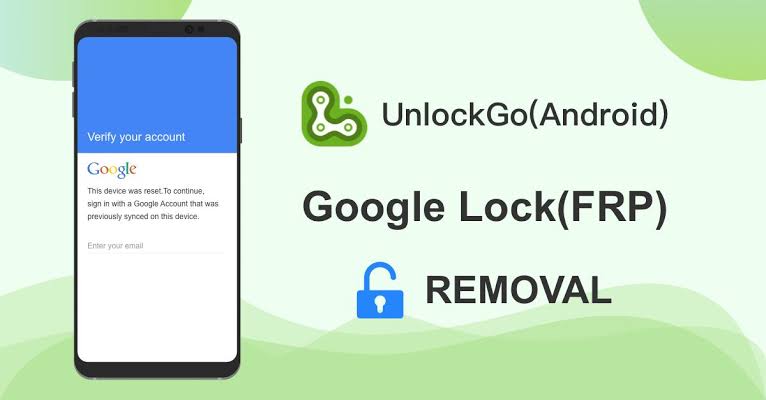 Verify your account
Google
This device was reset.To continue,
sign in with a Google Account that was
previously synced on this device.
Enter your email
UnlockGo(Android)
Google Lock(FRP)
REMOVAL